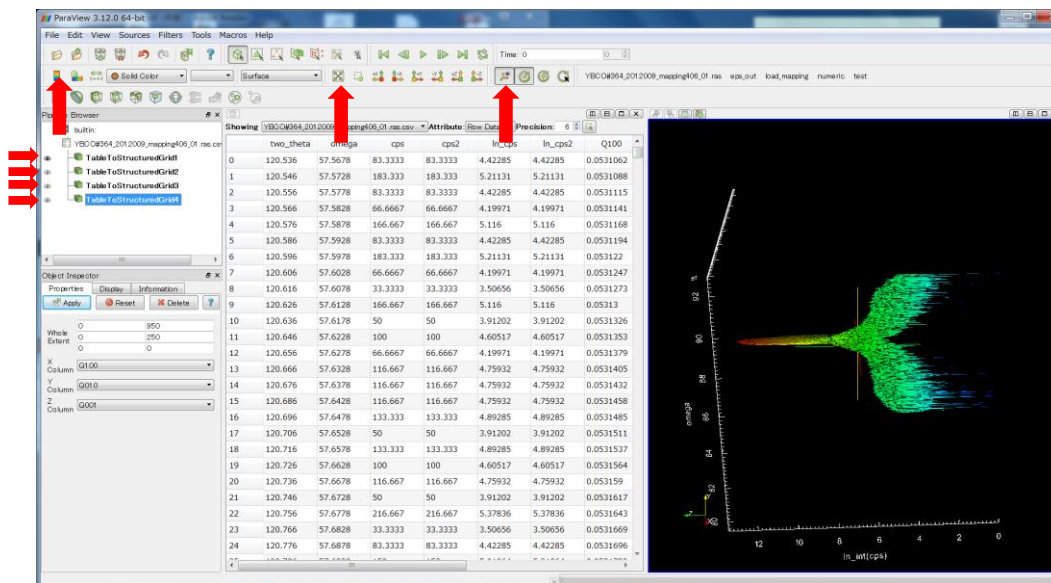 ParaView 3.12.0 64-bit
File Edit View Sources Filters Tools Macros Help
Time: 0 0
Solid Color Surface YBCO#364_2012009_mapping406_01.ras eps_out load_mapping numeric test
Browser
builtin:
YBCO#364_2012009_mapping406_01.ras.csv
TableToStructuredGrid1
TableToStructuredGrid2
TableToStructuredGrid3
TableToStructuredGrid4
Object Inspector
Properties Display Information
Apply Reset Delete ?
Whole Extent
0 950
0 250
0 0
X Column Q100
Y Column Q010
Z Column Q001
Showing YBCO#364_2012009_mapping406_01.ras.csv Attribute: Row Data Precision: 6
two_theta omega cps cps2 ln_cps ln_cps2 Q100
0 120.536 57.5678 83.3333 83.3333 4.42285 4.42285 0.0531062
1 120.546 57.5728 183.333 183.333 5.21131 5.21131 0.0531088
2 120.556 57.5778 83.3333 83.3333 4.42285 4.42285 0.0531115
3 120.566 57.5828 66.6667 66.6667 4.19971 4.19971 0.0531141
4 120.576 57.5878 166.667 166.667 5.116 5.116 0.0531168
5 120.586 57.5928 83.3333 83.3333 4.42285 4.42285 0.0531194
6 120.596 57.5978 183.333 183.333 5.21131 5.21131 0.053122
7 120.606 57.6028 66.6667 66.6667 4.19971 4.19971 0.0531247
8 120.616 57.6078 33.3333 33.3333 3.50656 3.50656 0.0531273
9 120.626 57.6128 166.667 166.667 5.116 5.116 0.05313
10 120.636 57.6178 50 50 3.91202 3.91202 0.0531326
11 120.646 57.6228 100 100 4.60517 4.60517 0.0531353
12 120.656 57.6278 66.6667 66.6667 4.19971 4.19971 0.0531379
13 120.666 57.6328 116.667 116.667 4.75932 4.75932 0.0531405
14 120.676 57.6378 116.667 116.667 4.75932 4.75932 0.0531432
15 120.686 57.6428 116.667 116.667 4.75932 4.75932 0.0531458
16 120.696 57.6478 133.333 133.333 4.89285 4.89285 0.0531485
17 120.706 57.6528 50 50 3.91202 3.91202 0.0531511
18 120.716 57.6578 133.333 133.333 4.89285 4.89285 0.0531537
19 120.726 57.6628 100 100 4.60517 4.60517 0.0531564
20 120.736 57.6678 116.667 116.667 4.75932 4.75932 0.053159
21 120.746 57.6728 50 50 3.91202 3.91202 0.0531617
22 120.756 57.6778 216.667 216.667 5.37836 5.37836 0.0531643
23 120.766 57.6828 33.3333 33.3333 3.50656 3.50656 0.0531669
24 120.776 57.6878 83.3333 83.3333 4.42285 4.42285 0.0531696
92
90
88
86
84
82
80
omega
12 10 8 6 4 2 0
ln_int(cps)